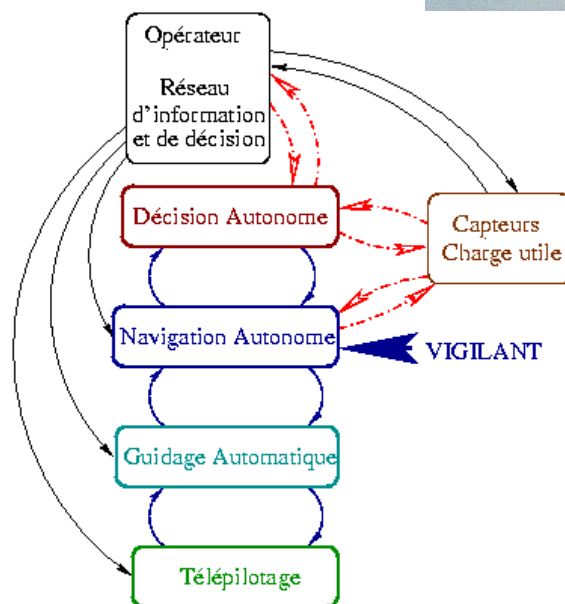 Opérateur
Réseau
d'information
et de décision
Décision Autonome
Capteurs
Charge utile
Navigation Autonome
VIGILANT
Guidage Automatique
Télépilotage